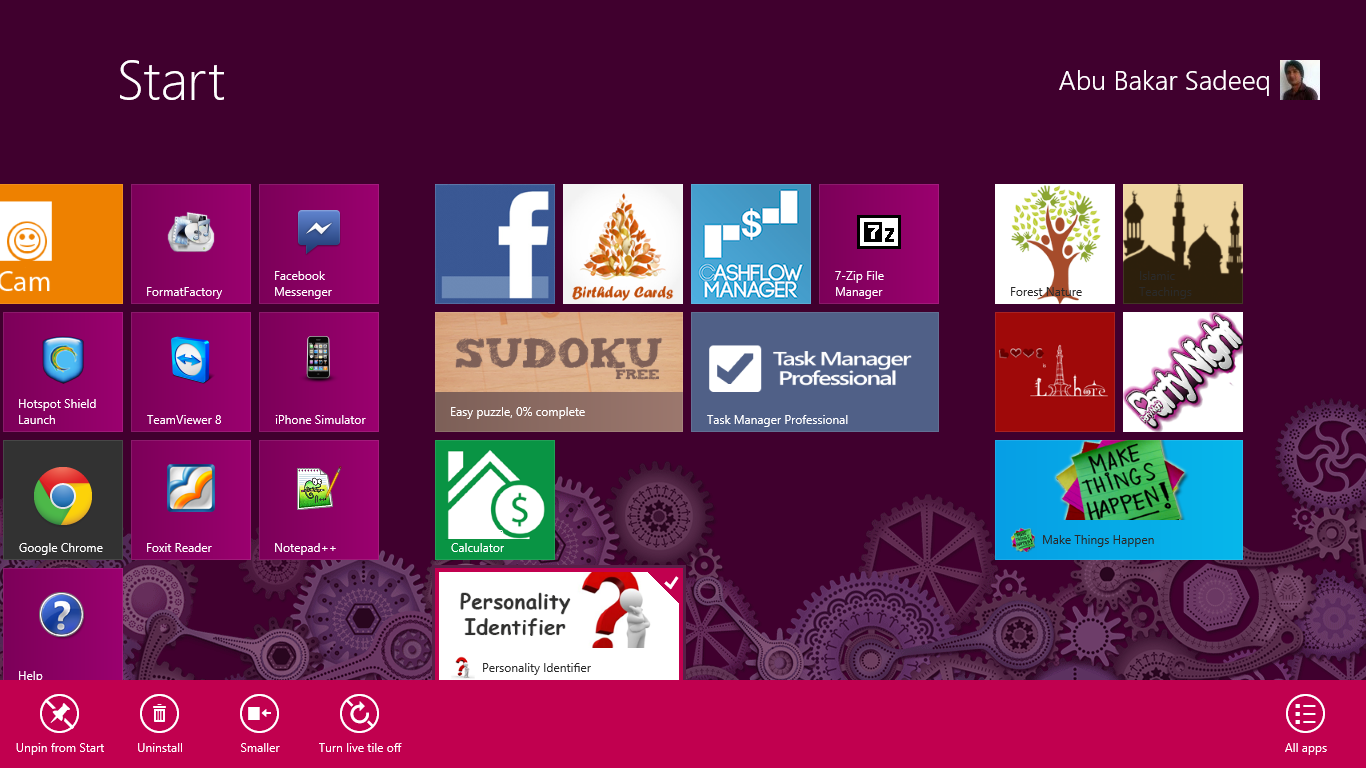 Start
Abu Bakar Sadeeq
Cam
FormatFactory
Facebook
Messenger
Hotspot Shield
Launch
TeamViewer 8
iPhone Simulator
Google Chrome
Foxit Reader
Notepad++
Help
f
Birthday Cards
$
CASHFLOW
MANAGER
7z
7-Zip File
Manager
SUDOKU
FREE
Easy puzzle, 0% complete
Task Manager
Professional
Task Manager Professional
$
Calculator
Personality
Identifier
?
Personality Identifier
Forest Nature
Islamic
Teachings
LOVE
is
Lahore
Party Night
MAKE
THINGS
HAPPEN!
Make Things Happen
Unpin from Start
Uninstall
Smaller
Turn live tile off
All apps